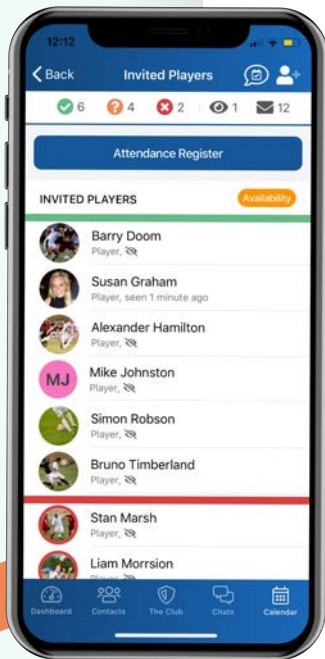 12:12
Back
Invited Players
6 4 2 1 12
Attendance Register
INVITED PLAYERS
Availability
Barry Doom
Player,
Susan Graham
Player, seen 1 minute ago
Alexander Hamilton
Player,
MJ
Mike Johnston
Player,
Simon Robson
Player,
Bruno Timberland
Player,
Stan Marsh
Player,
Liam Morrsion
Player,
Dashboard Contacts The Club Chats Calendar